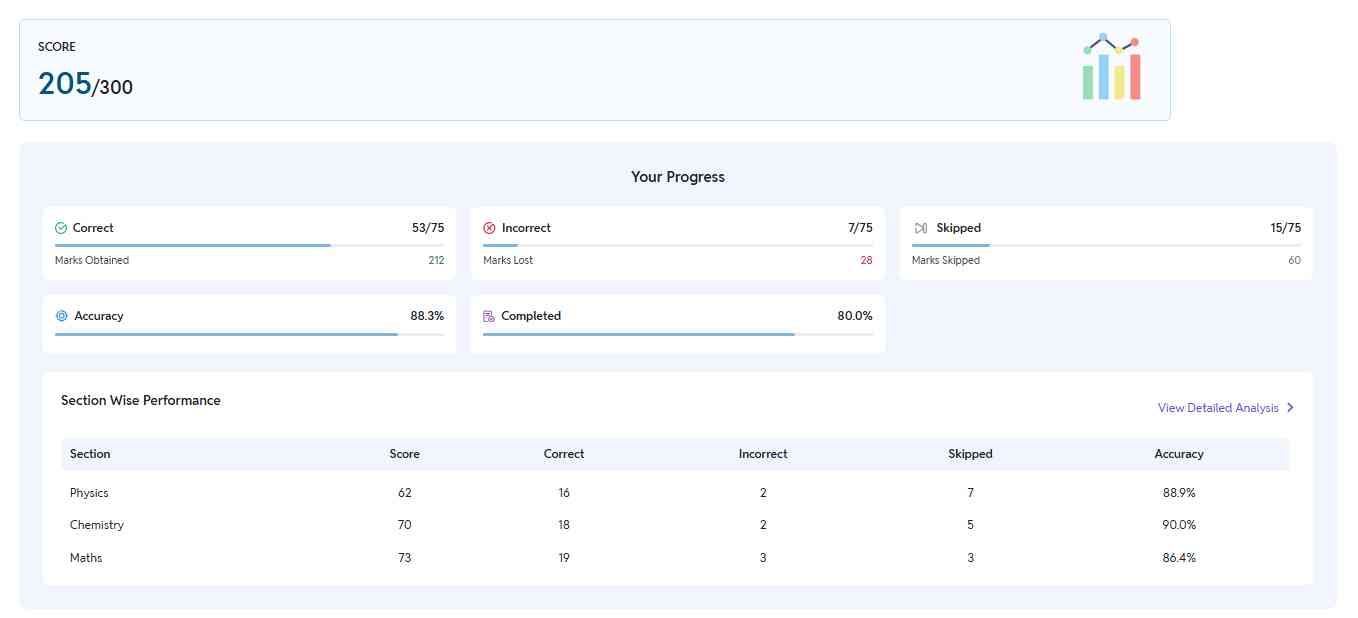 SCORE
205/300
Your Progress
Correct 53/75
Marks Obtained 212
Incorrect 7/75
Marks Lost 28
Skipped 15/75
Marks Skipped 60
Accuracy 88.3%
Completed 80.0%
Section Wise Performance
View Detailed Analysis
Section Score Correct Incorrect Skipped Accuracy
Physics 62 16 2 7 88.9%
Chemistry 70 18 2 5 90.0%
Maths 73 19 3 3 86.4%